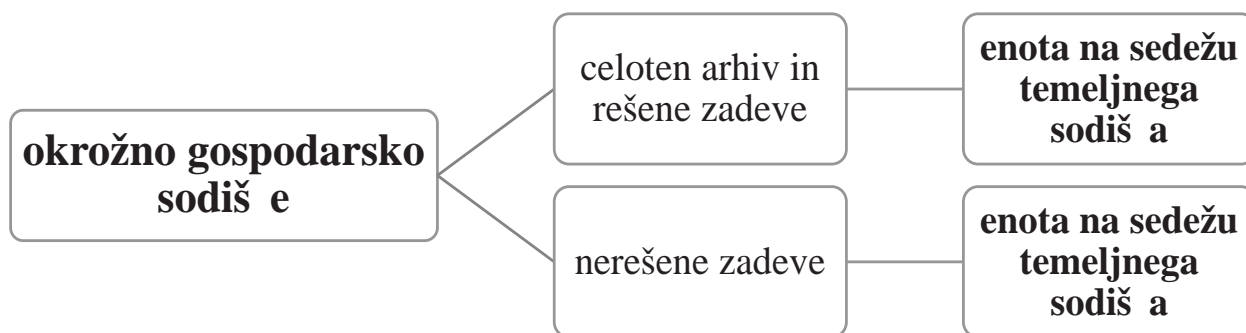 okrožno gospodarsko
sodiš e
celoten arhiv in
rešene zadeve
enota na sedežu
temeljnega
sodiš a
nerešene zadeve
enota na sedežu
temeljnega
sodiš a